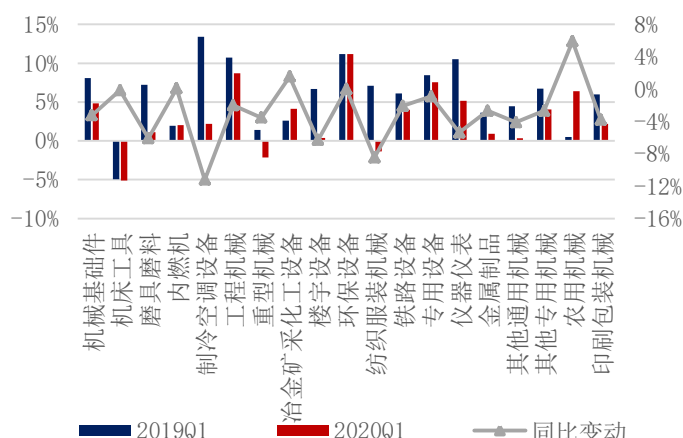 15%
10%
5%
0%
-5%
-10%
8%
4%
0%
-4%
-8%
-12%
-16%
机械基础件
机床工具
磨具磨料
内燃机
制冷空调设备
工程机械
重型机械
冶金矿采化工设备
楼宇设备
环保设备
纺织服装机械
铁路设备
专用设备
仪器仪表
金属制品
其他通用机械
其他专用机械
农用机械
印刷包装机械
2019Q1
2020Q1
同比变动